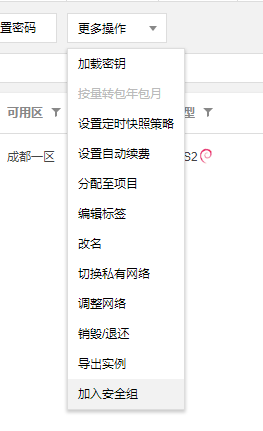 置密码
更多操作
加载密钥
按量转包年包月
可用区
型
设置定时快照策略
设置自动续费
成都一区
S2
分配至项目
编辑标签
改名
切换私有网络
调整网络
销毁/退还
导出实例
加入安全组